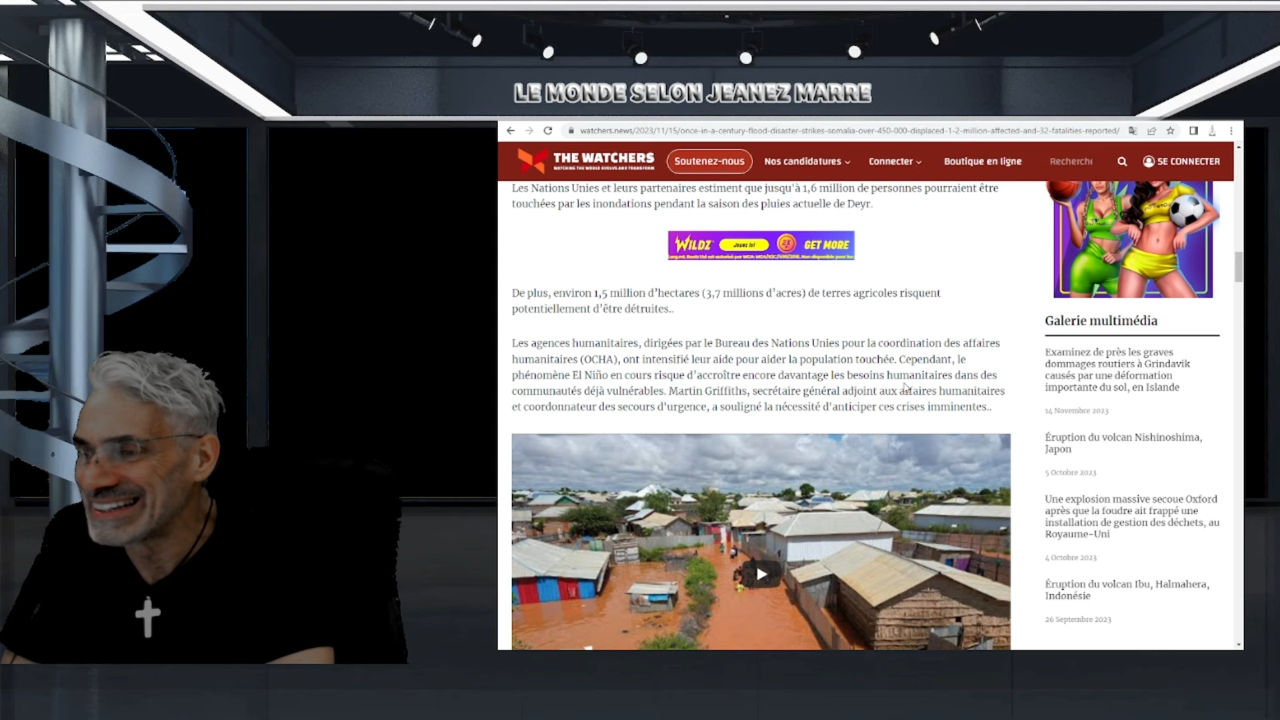 LE MONDE SELON JEANEZ MARRE
watchers.news/2023/11/15/once-in-a-century-flood-disaster-strikes-somalia-over-450-000-displaced-1-2-million-affected-and-32-fatalities-reported/
THE WATCHERS
WATCHING THE WORLD EVOLVE AND TRANSFORM
Soutenez-nous
Nos candidatures
Connecter
Boutique en ligne
Recherche
SE CONNECTER
Les Nations Unies et leurs partenaires estiment que jusqu'à 1,6 million de personnes pourraient être
touchées par les inondations pendant la saison des pluies actuelle de Deyr.
WILDZ
Jouez ici
GET MORE
De plus, environ 1,5 million d'hectares (3,7 millions d'acres) de terres agricoles risquent
potentiellement d'être détruites..
Les agences humanitaires, dirigées par le Bureau des Nations Unies pour la coordination des affaires
humanitaires (OCHA), ont intensifié leur aide pour aider la population touchée. Cependant, le
phénomène El Niño en cours risque d'accroître encore davantage les besoins humanitaires dans des
communautés déjà vulnérables. Martin Griffiths, secrétaire général adjoint aux affaires humanitaires
et coordonnateur des secours d'urgence, a souligné la nécessité d'anticiper ces crises imminentes..
Galerie multimédia
Examinez de près les graves
dommages routiers à Grindavik
causés par une déformation
importante du sol, en Islande
14 Novembre 2023
Éruption du volcan Nishinoshima,
Japon
5 Octobre 2023
Une explosion massive secoue Oxford
après que la foudre ait frappé une
installation de gestion des déchets, au
Royaume-Uni
4 Octobre 2023
Éruption du volcan Ibu, Halmahera,
Indonésie
26 Septembre 2023